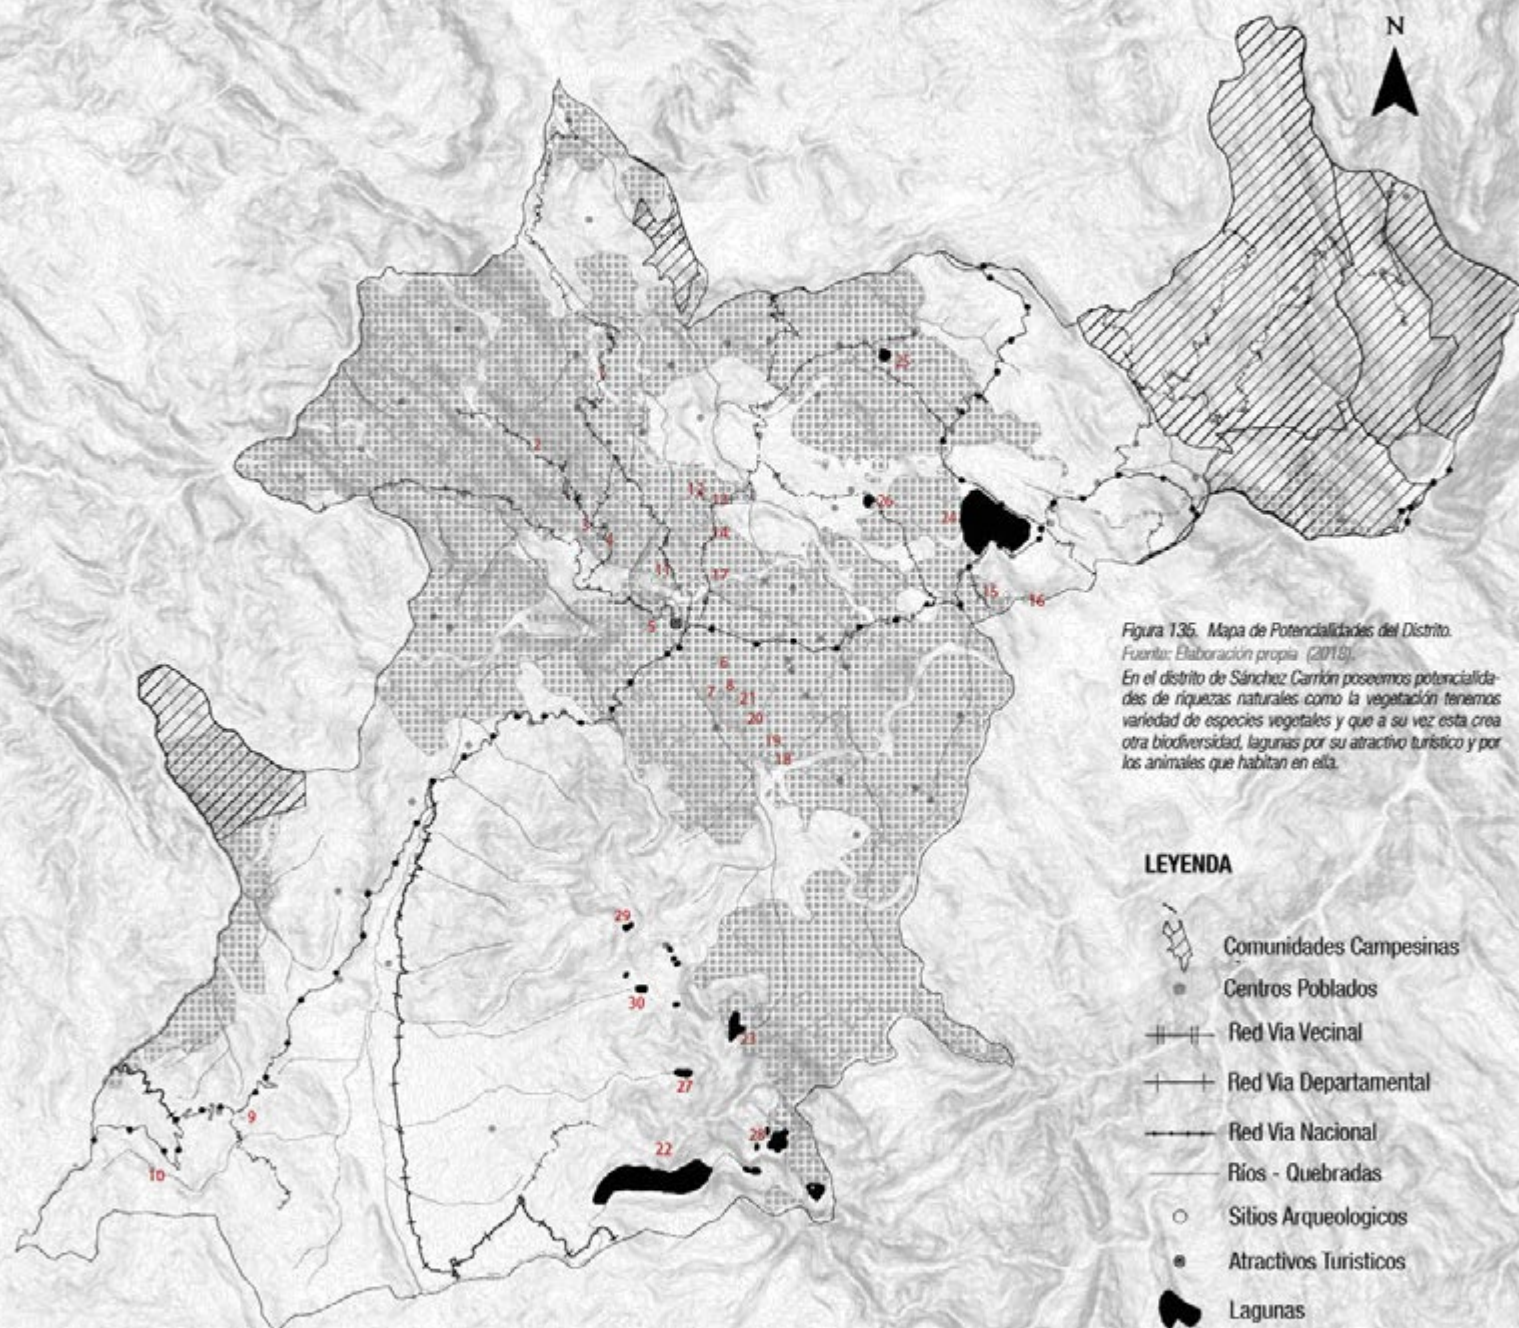 N
25
1
2
12
13
26
24
3
4
14
11
17
15
16
5
6
7
8
21
20
19
18
29
30
23
27
28
22
9
10
Figura 135. Mapa de Potencialidades del Distrito.
Fuente: Elaboración propia (2018).
En el distrito de Sánchez Carrión poseemos potencialida-
des de riquezas naturales como la vegetación tenemos
variedad de especies vegetales y que a su vez esta crea
otra biodiversidad, lagunas por su atractivo turístico y por
los animales que habitan en ella.
LEYENDA
Comunidades Campesinas
Centros Poblados
Red Via Vecinal
Red Via Departamental
Red Via Nacional
Ríos - Quebradas
Sitios Arqueologicos
Atractivos Turisticos
Lagunas